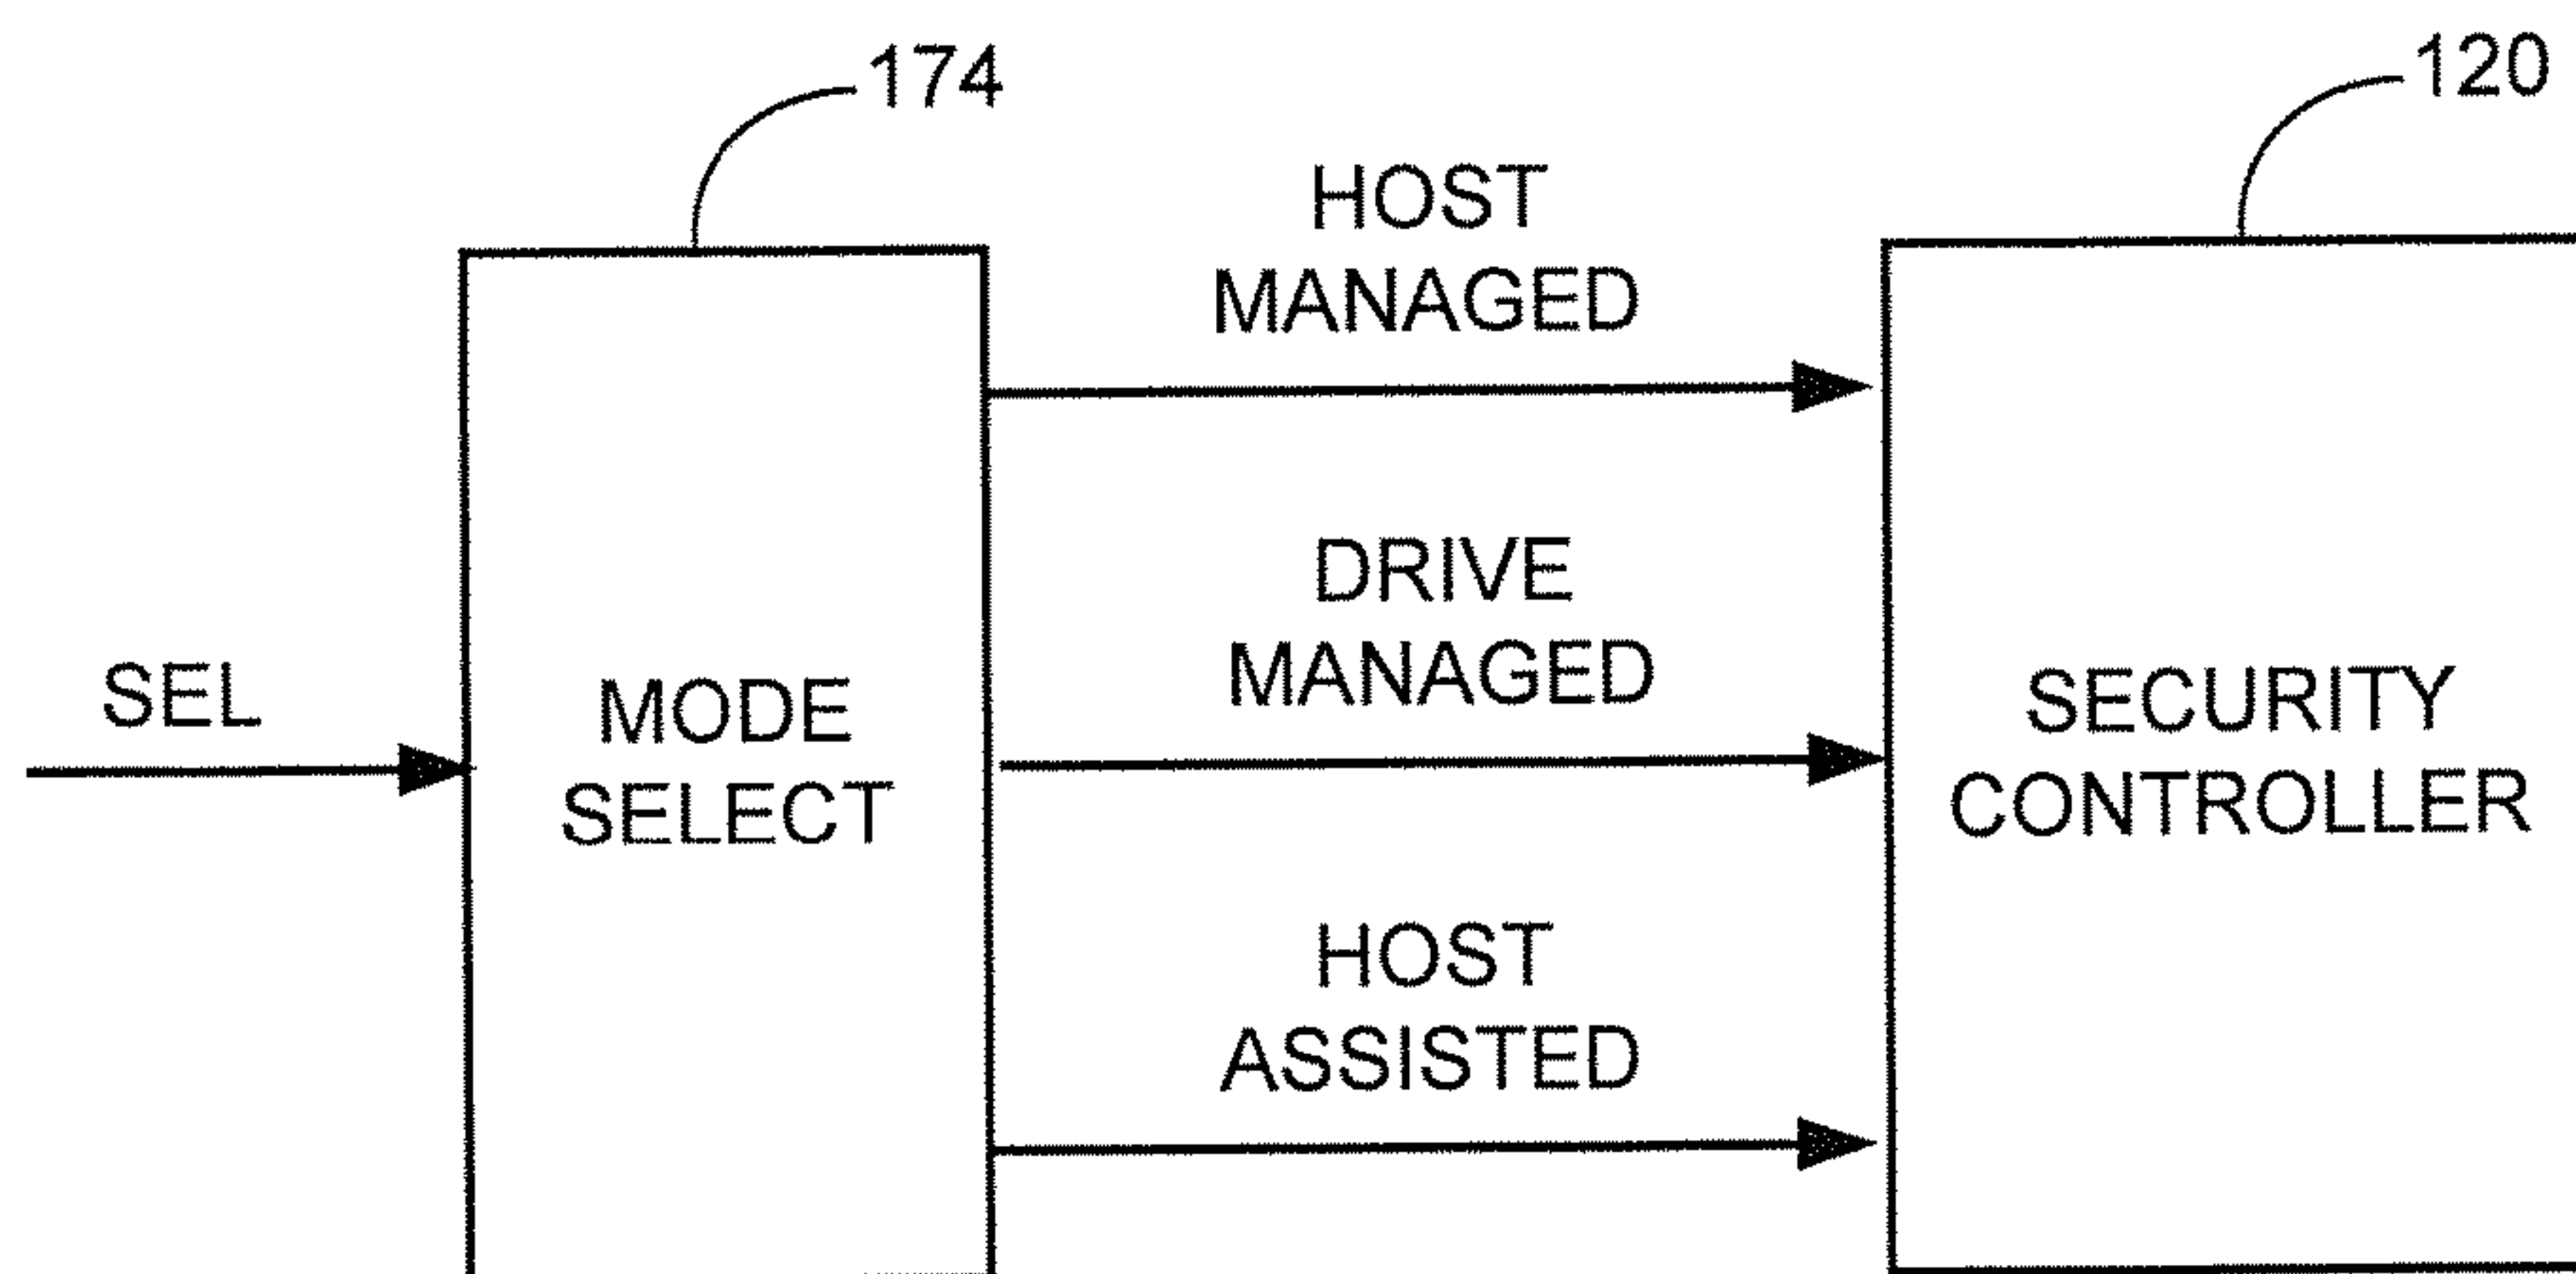 174
120
HOST
MANAGED
DRIVE
MANAGED
SEL
MODE
SELECT
SECURITY
CONTROLLER
HOST
ASSISTED